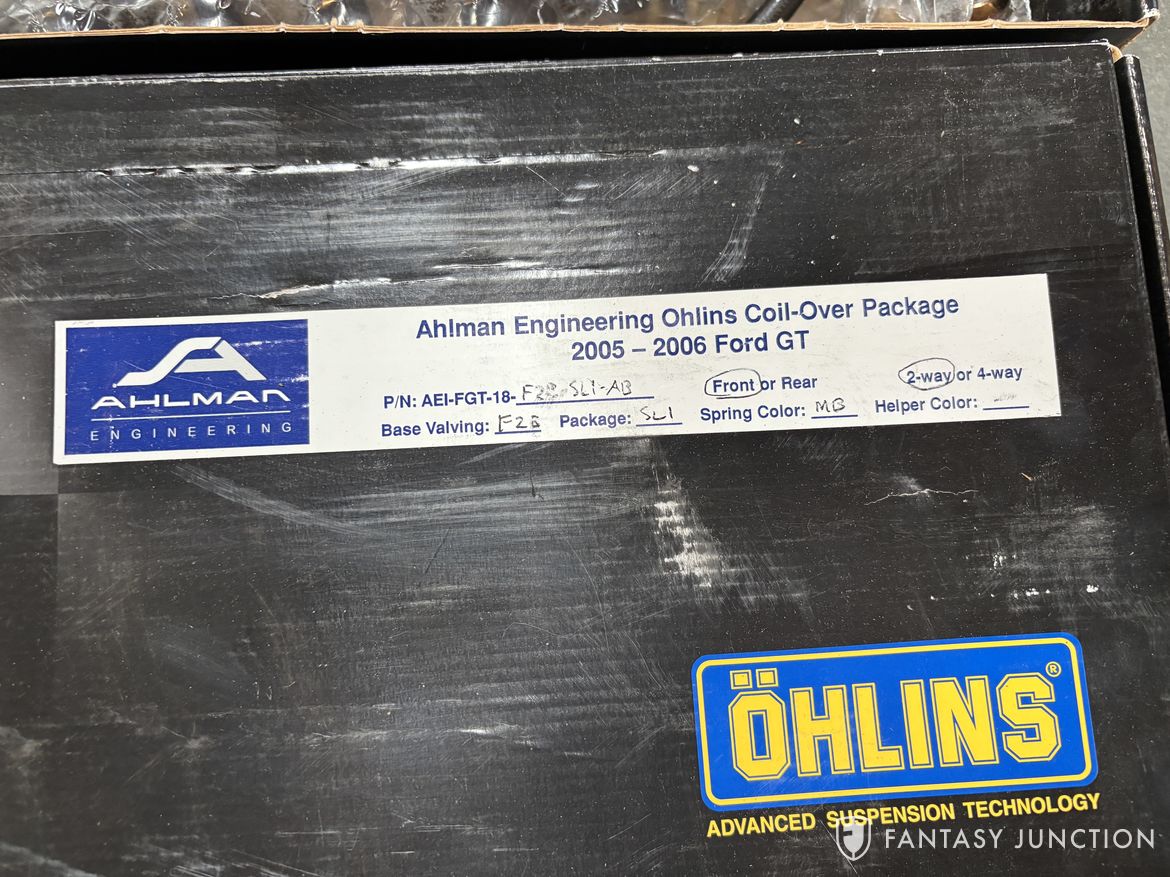 Ahlman Engineering Ohlins Coil-Over Package
2005 – 2006 Ford GT
AHLMAN
ENGINEERING
P/N: AEI-FGT-18-F2B-SL1-AB Front or Rear 2-way or 4-way
Base Valving: F2B Package: SL1 Spring Color: MB Helper Color:
ÖHLINS®
ADVANCED SUSPENSION TECHNOLOGY
FANTASY JUNCTION